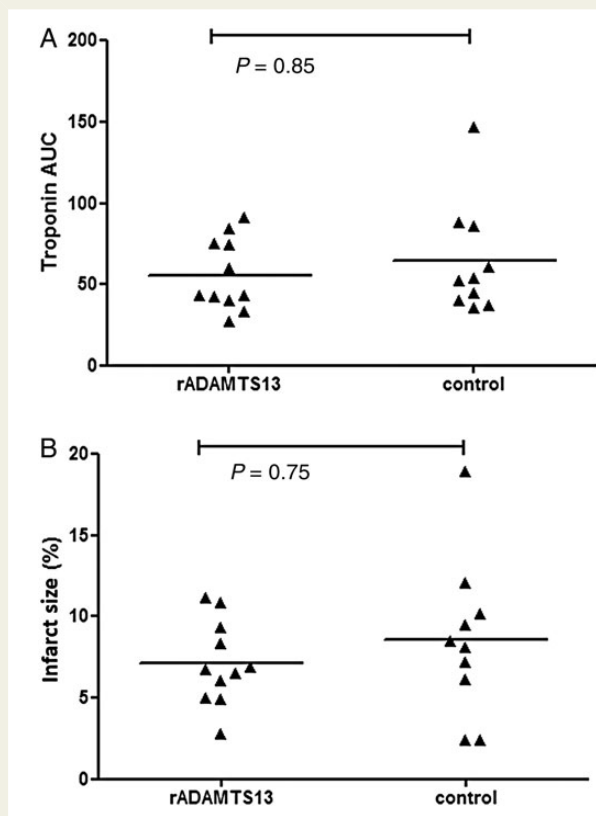 A
200
P = 0.85
150
Troponin AUC
100
50
0
rADAMTS13 control
B
20
P = 0.75
15
Infarct size (%)
10
5
0
rADAMTS13 control